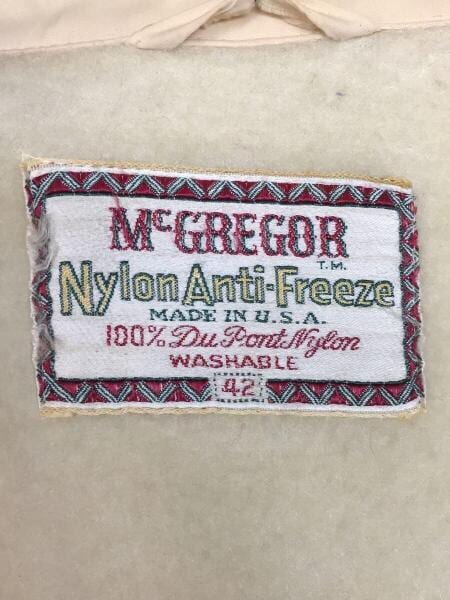 McGREGOR
T.M.
Nylon Anti-Freeze
MADE IN U.S.A.
100% Du Pont Nylon
WASHABLE
42